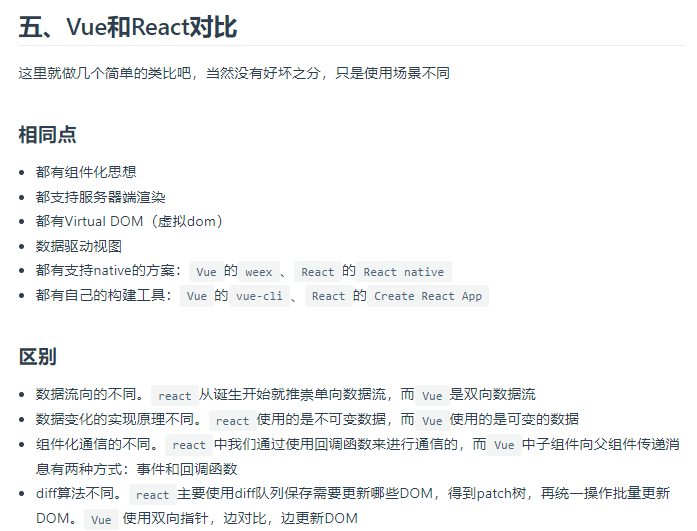 五、Vue和React对比
这里就做几个简单的类比吧，当然没有好坏之分，只是使用场景不同
相同点
都有组件化思想
都支持服务器端渲染
都有Virtual DOM（虚拟dom）
数据驱动视图
都有支持native的方案：Vue 的 weex 、 React 的 React native
都有自己的构建工具：Vue 的 vue-cli 、 React 的 Create React App
区别
数据流向的不同。 react 从诞生开始就推崇单向数据流，而 Vue 是双向数据流
数据变化的实现原理不同。 react 使用的是不可变数据，而 Vue 使用的是可变的数据
组件化通信的不同。 react 中我们通过使用回调函数来进行通信的，而 Vue 中子组件向父组件传递消
息有两种方式：事件和回调函数
diff算法不同。 react 主要使用diff队列保存需要更新哪些DOM，得到patch树，再统一操作批量更新
DOM。 Vue 使用双向指针，边对比，边更新DOM